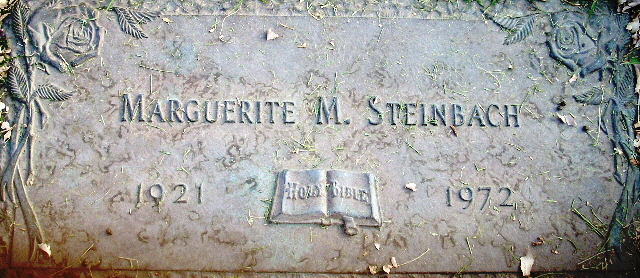 MARGUERITE M. STEINBACH
1921 HOLY BIBLE 1972